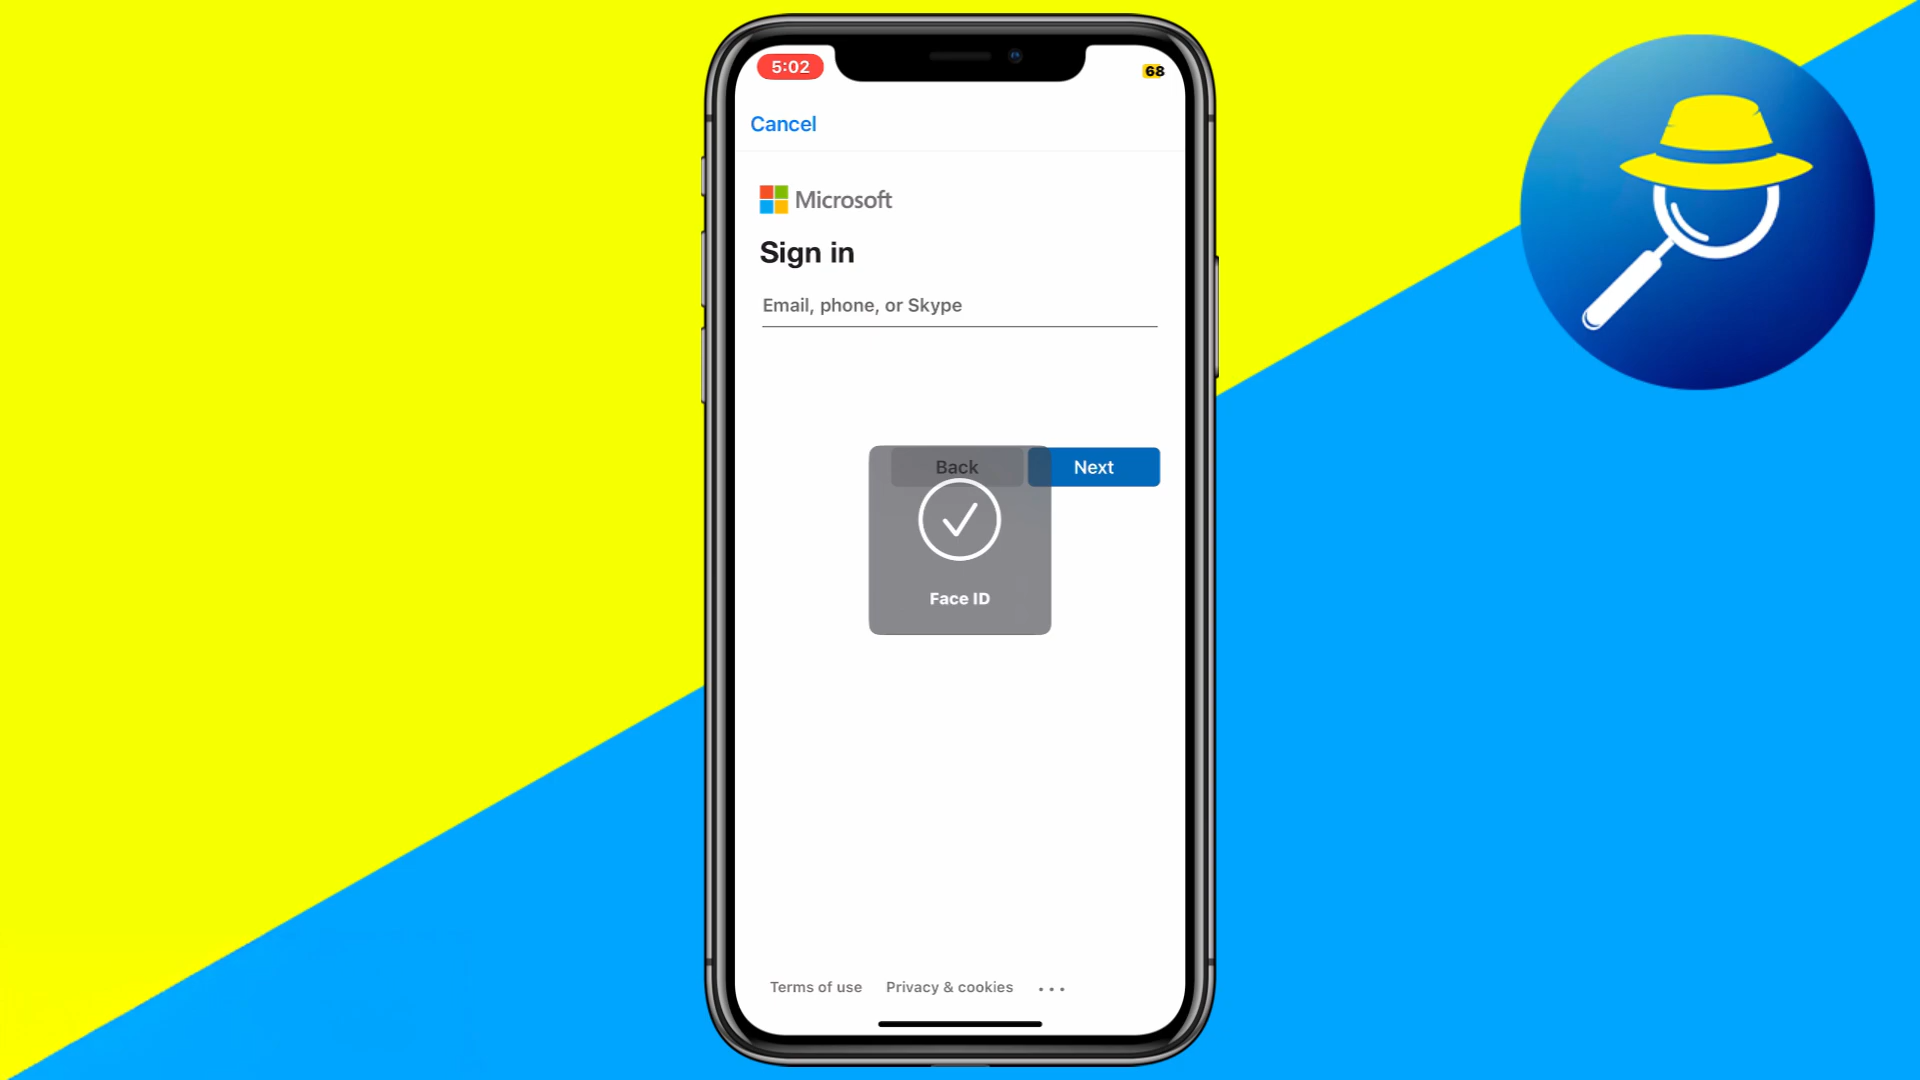 5:02
68
Cancel
Microsoft
Sign in
Email, phone, or Skype
Back
Next
Face ID
Terms of use
Privacy & cookies